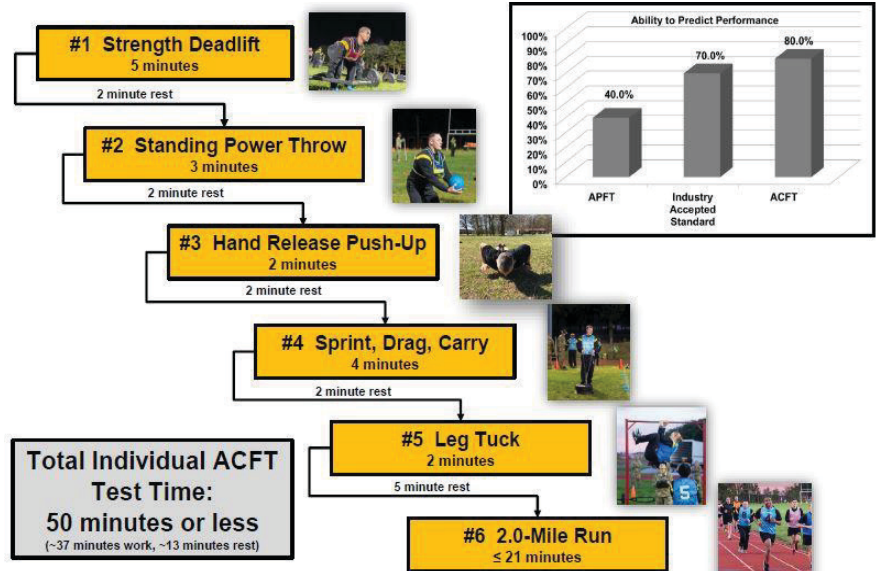 #1 Strength Deadlift
5 minutes
2 minute rest
#2 Standing Power Throw
3 minutes
2 minute rest
#3 Hand Release Push-Up
2 minutes
2 minute rest
#4 Sprint, Drag, Carry
4 minutes
2 minute rest
#5 Leg Tuck
2 minutes
5 minute rest
#6 2.0-Mile Run
≤ 21 minutes
Total Individual ACFT
Test Time:
50 minutes or less
(~37 minutes work, ~13 minutes rest)
Ability to Predict Performance
100%
90%
80%
70%
60%
50%
40%
30%
20%
10%
0%
40.0%
70.0%
80.0%
APFT
Industry
Accepted
Standard
ACFT
5